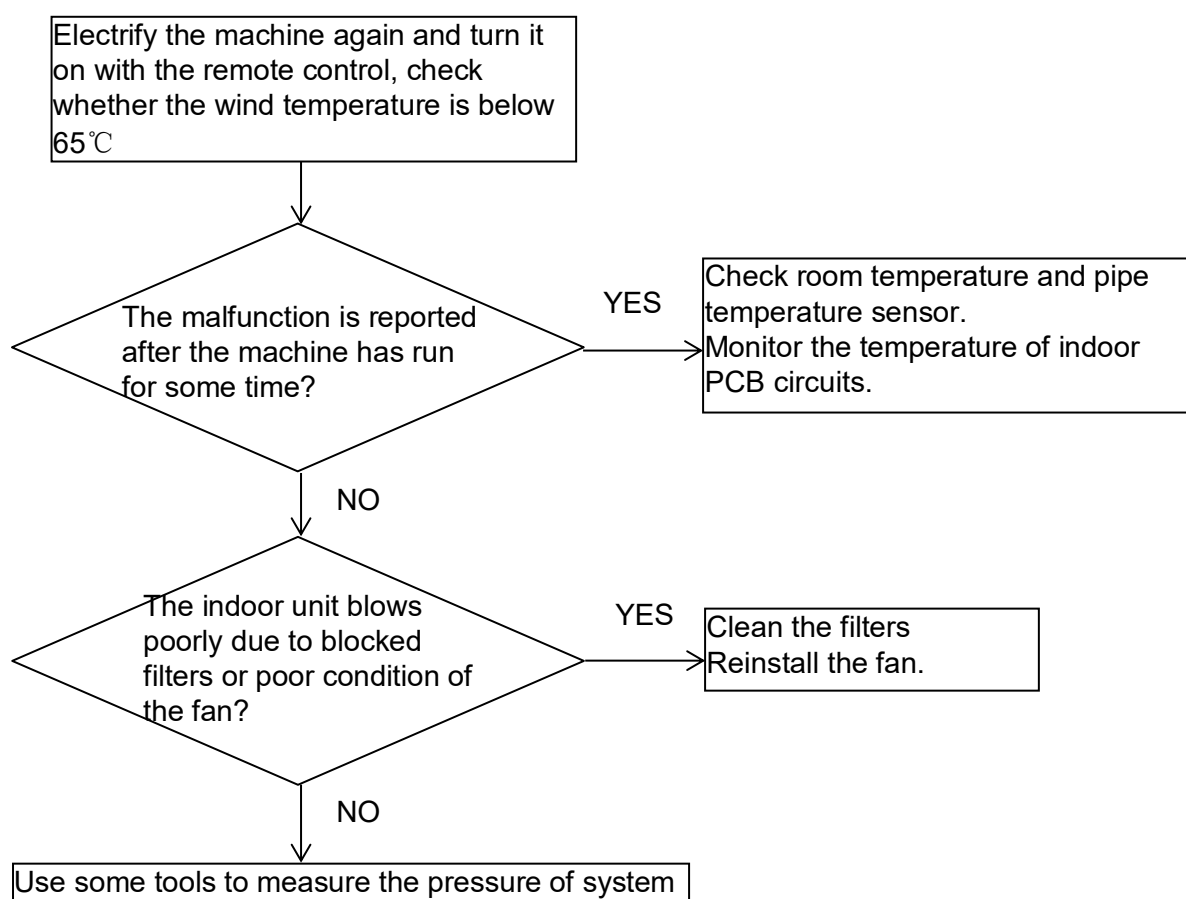 Electrify the machine again and turn it
on with the remote control, check
whether the wind temperature is below
65℃
The malfunction is reported
after the machine has run
for some time?
YES
Check room temperature and pipe
temperature sensor.
Monitor the temperature of indoor
PCB circuits.
NO
The indoor unit blows
poorly due to blocked
filters or poor condition of
the fan?
YES
Clean the filters
Reinstall the fan.
NO
Use some tools to measure the pressure of system